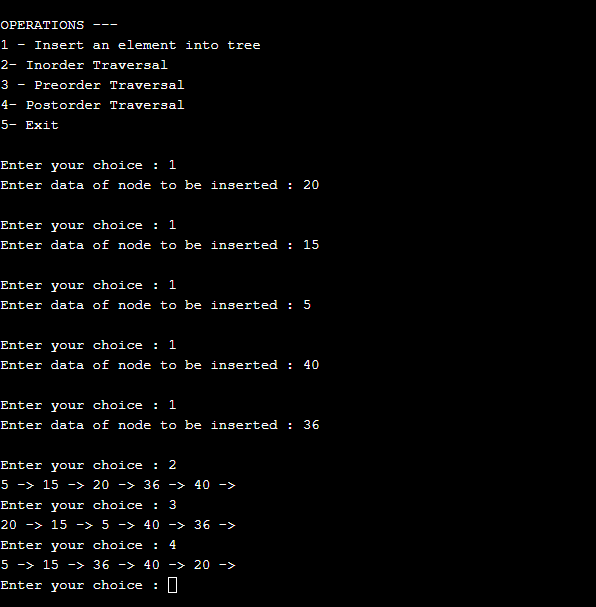 OPERATIONS ---
1 - Insert an element into tree
2- Inorder Traversal
3 - Preorder Traversal
4- Postorder Traversal
5- Exit
Enter your choice : 1
Enter data of node to be inserted : 20
Enter your choice : 1
Enter data of node to be inserted : 15
Enter your choice : 1
Enter data of node to be inserted : 5
Enter your choice : 1
Enter data of node to be inserted : 40
Enter your choice : 1
Enter data of node to be inserted : 36
Enter your choice : 2
5 -> 15 -> 20 -> 36 -> 40 ->
Enter your choice : 3
20 -> 15 -> 5 -> 40 -> 36 ->
Enter your choice : 4
5 -> 15 -> 36 -> 40 -> 20 ->
Enter your choice :